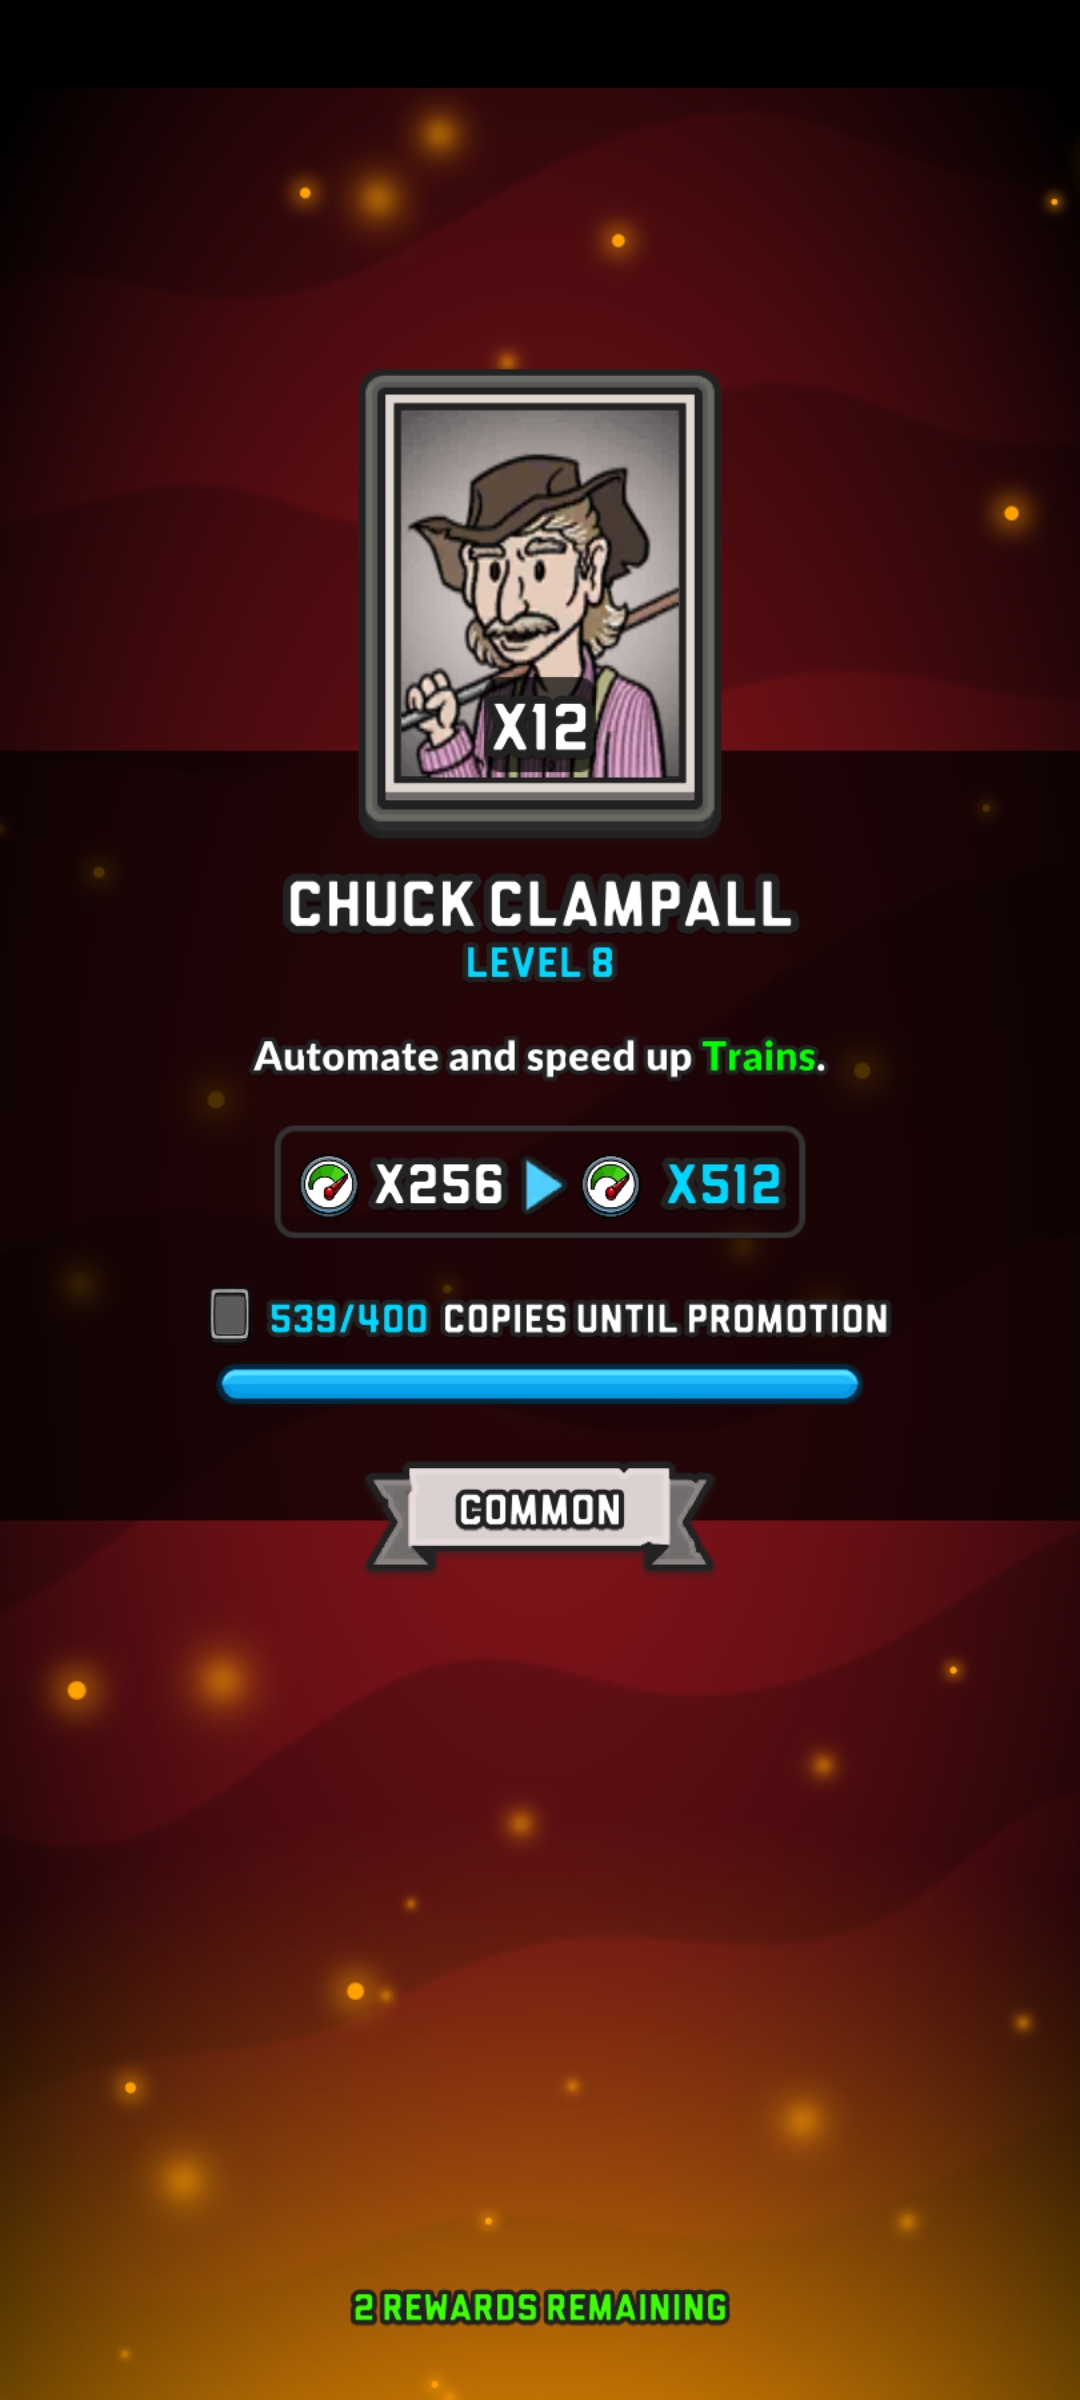 X12
CHUCK CLAMPALL
LEVEL 8
Automate and speed up Trains.
X256 X512
539/400 COPIES UNTIL PROMOTION
COMMON
2 REWARDS REMAINING